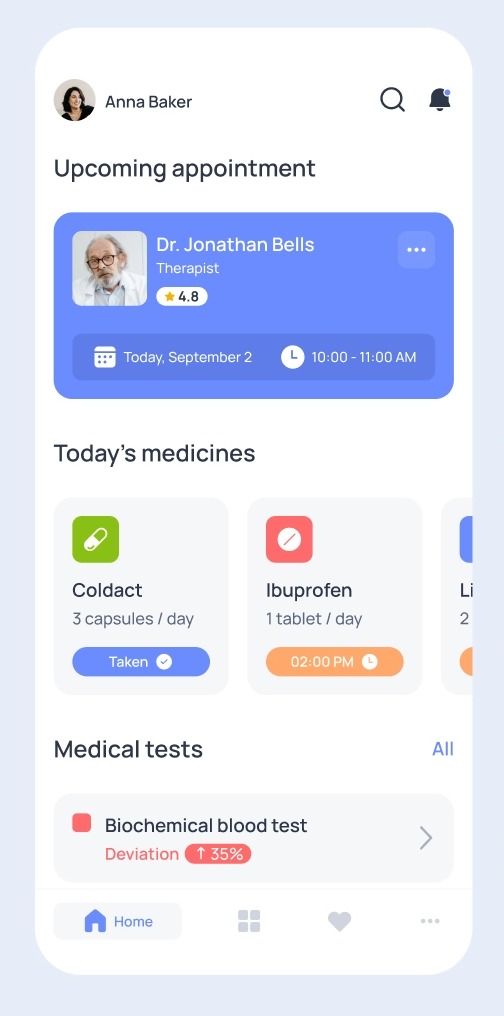 Anna Baker
Upcoming appointment
Dr. Jonathan Bells
Therapist
4.8
Today, September 2
10:00 - 11:00 AM
Today's medicines
Coldact
3 capsules / day
Taken
Ibuprofen
1 tablet / day
02:00 PM
Li
2
Medical tests
All
Biochemical blood test
Deviation ↑ 35%
Home